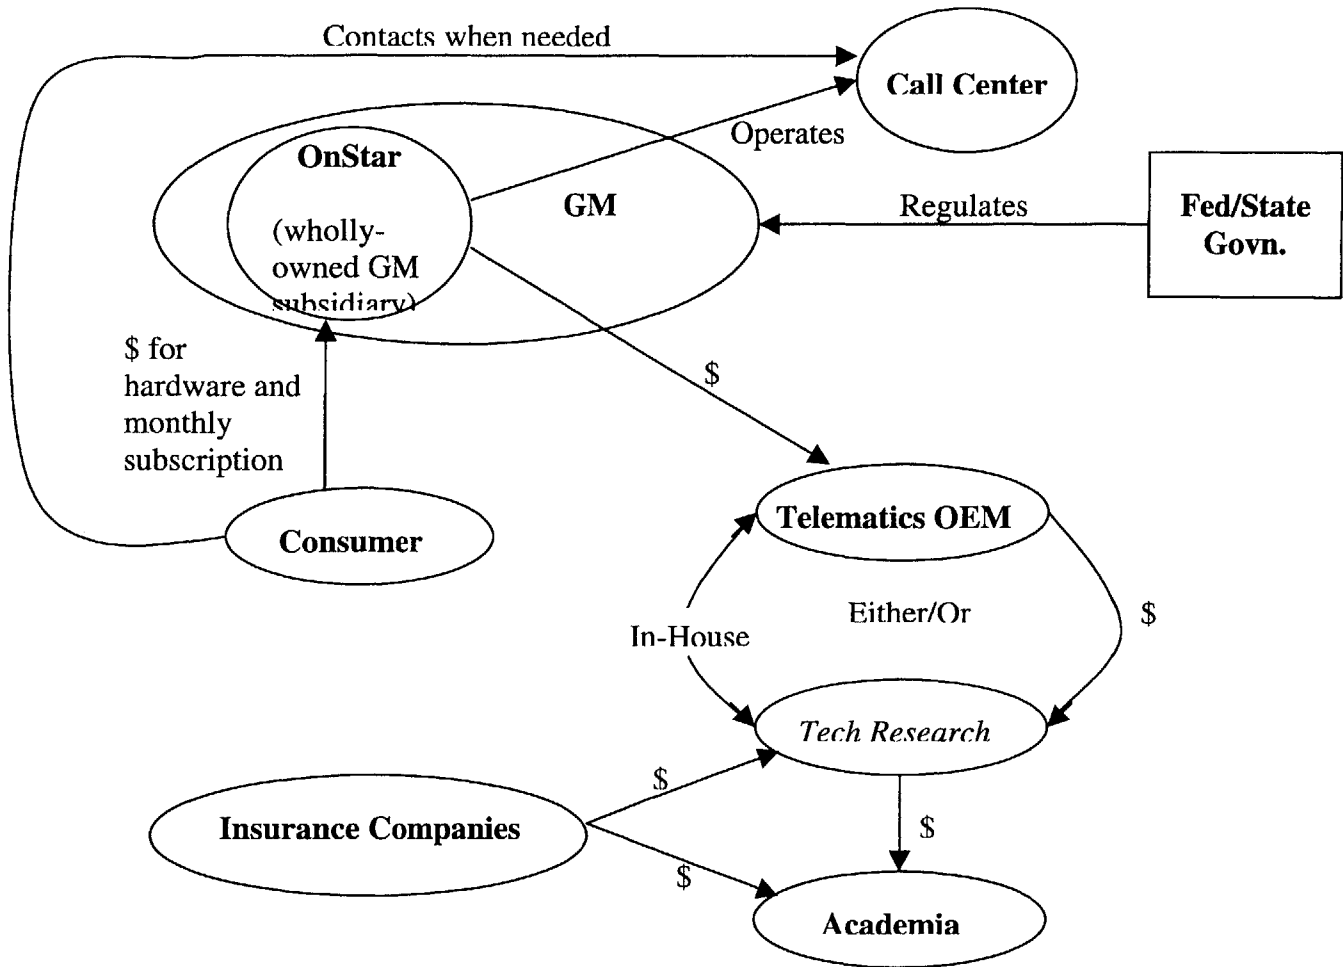 Contacts when needed
Call Center
Operates
OnStar
(wholly-
owned GM
subsidiary)
GM
Regulates
Fed/State
Govn.
$ for
hardware and
monthly
subscription
$
Consumer
Telematics OEM
In-House
Either/Or
$
Tech Research
$
Insurance Companies
$
$
Academia